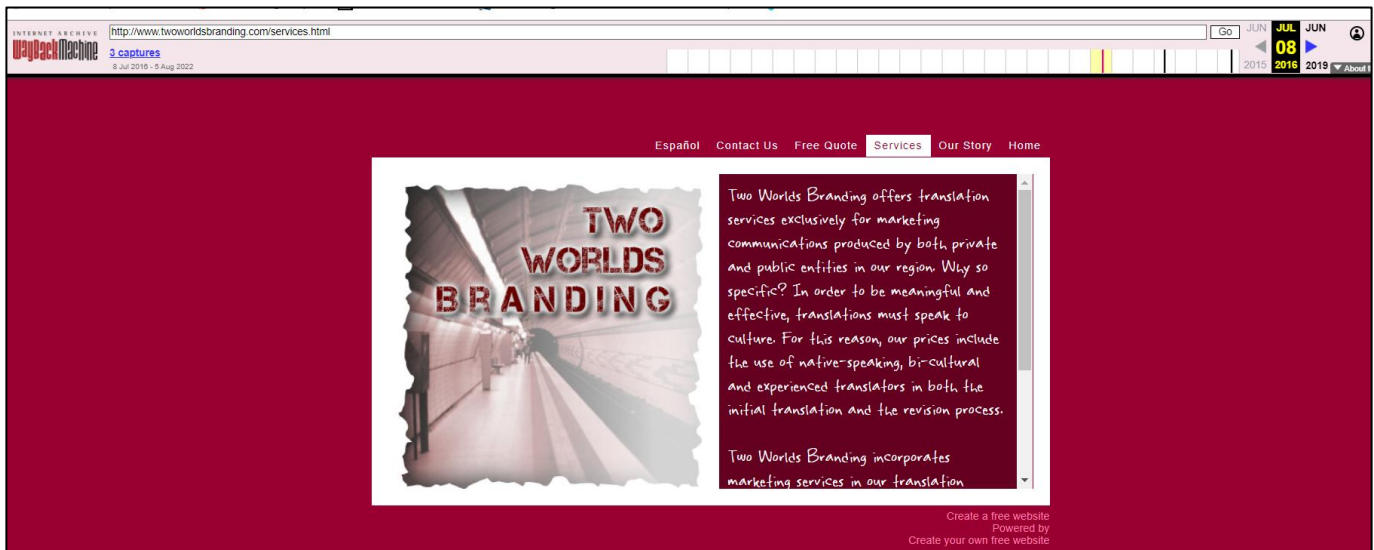 INTERNET ARCHIVE
WayBackMachine
http://www.twoworldsbranding.com/services.html
Go
JUN JUL JUN
3 captures
08
8 Jul 2016 - 5 Aug 2022
2015 2016 2019
About
Español Contact Us Free Quote Services Our Story Home
TWO
WORLDS
BRANDING
Two Worlds Branding offers translation
services exclusively for marketing
communications produced by both private
and public entities in our region. Why so
specific? In order to be meaningful and
effective, translations must speak to
culture. For this reason, our prices include
the use of native-speaking, bi-cultural
and experienced translators in both the
initial translation and the revision process.
Two Worlds Branding incorporates
marketing services in our translation
Create a free website
Powered by
Create your own free website